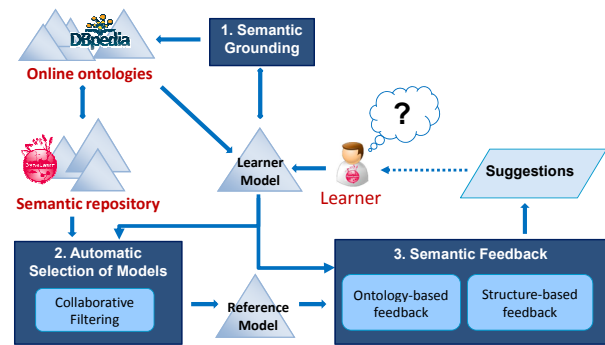 DBpedia
1. Semantic
Grounding
Online ontologies
?
Learner
Model
Learner
Suggestions
Semantic repository
2. Automatic
Selection of Models
Collaborative
Filtering
Reference
Model
3. Semantic Feedback
Ontology-based
feedback
Structure-based
feedback